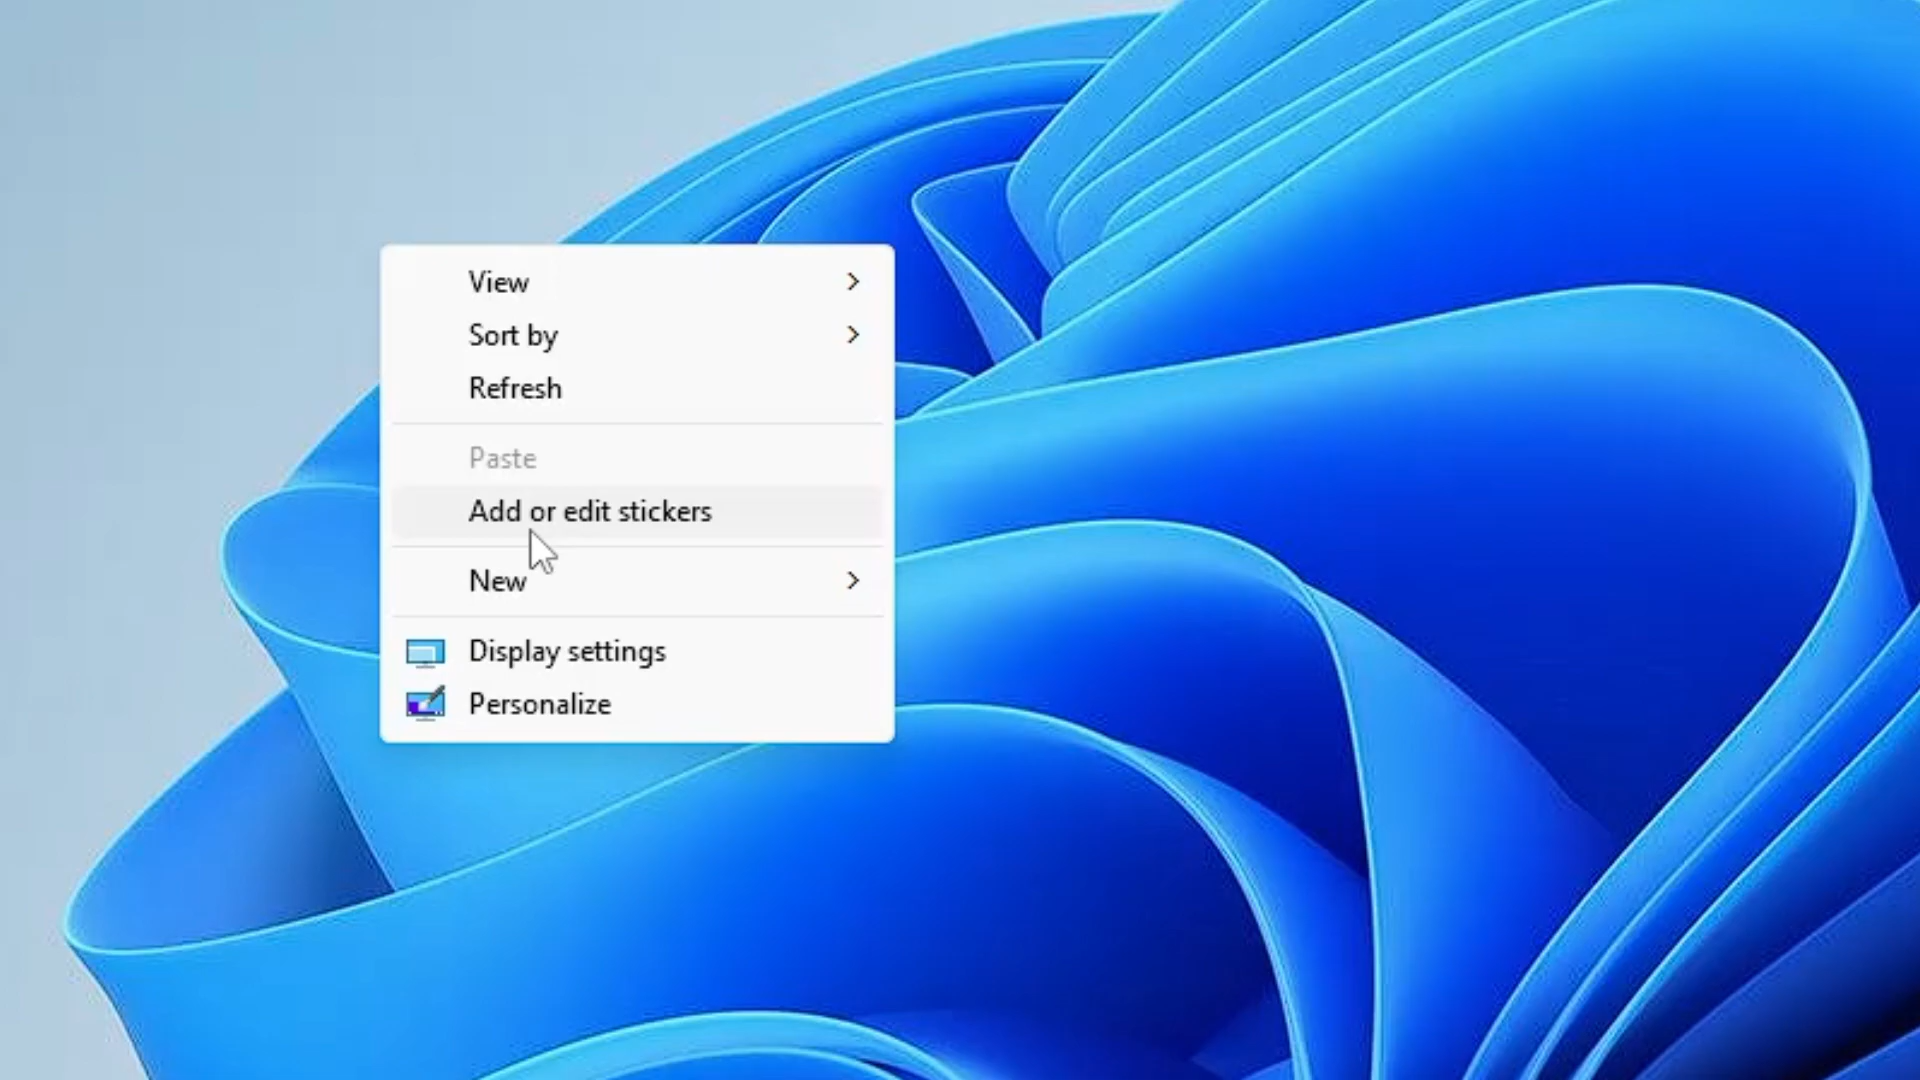 View
Sort by
Refresh
Paste
Add or edit stickers
New
Display settings
Personalize